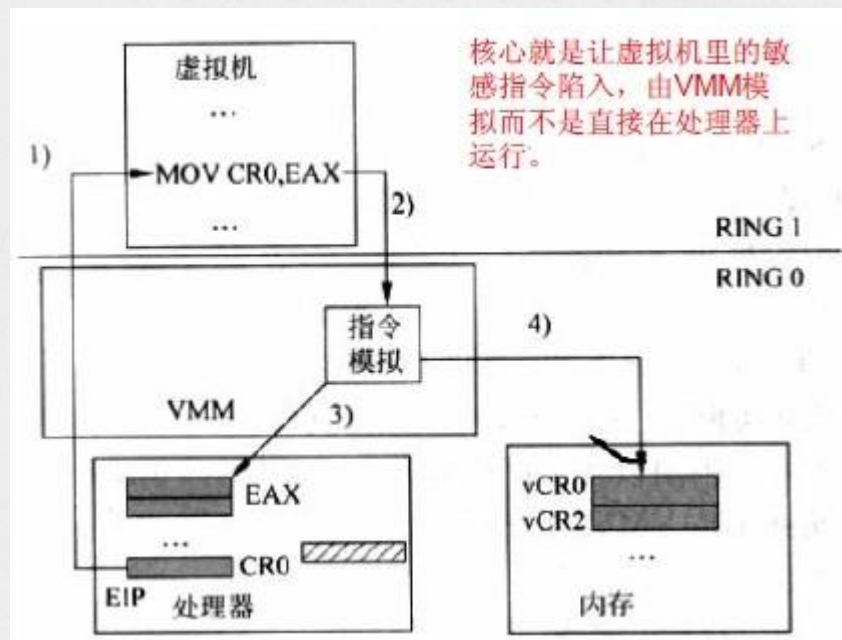 虚拟机
...
MOV CR0,EAX
...
1)
2)
核心就是让虚拟机里的敏
感指令陷入，由VMM模
拟而不是直接在处理器上
运行。
RING 1
RING 0
指令
模拟
VMM
3)
4)
EAX
...
CR0
EIP
处理器
vCR0
vCR2
...
内存